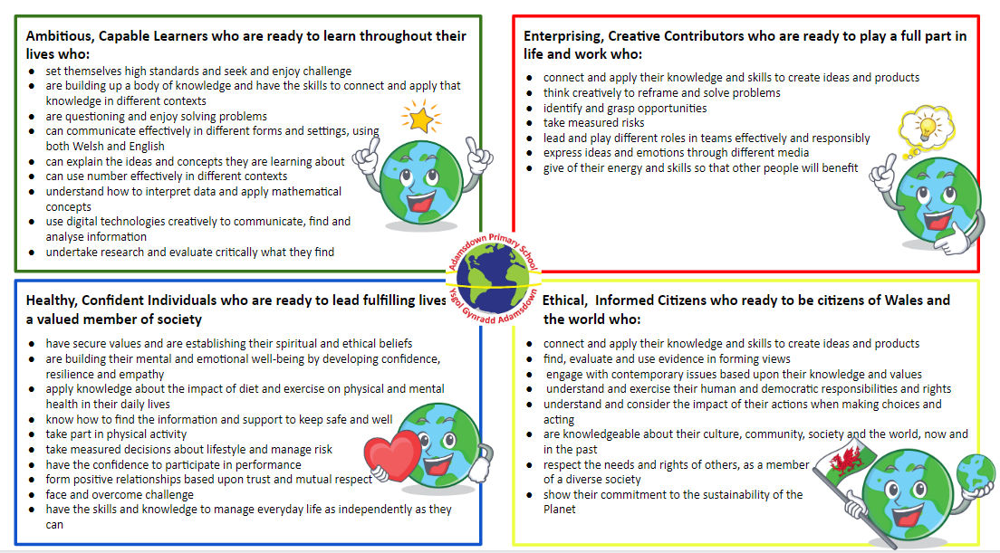 Ambitious, Capable Learners who are ready to learn throughout their
lives who:
● set themselves high standards and seek and enjoy challenge
● are building up a body of knowledge and have the skills to connect and apply that
knowledge in different contexts
● are questioning and enjoy solving problems
● can communicate effectively in different forms and settings, using
both Welsh and English
● can explain the ideas and concepts they are learning about
● can use number effectively in different contexts
● understand how to interpret data and apply mathematical
concepts
● use digital technologies creatively to communicate, find and
analyse information
● undertake research and evaluate critically what they find
Enterprising, Creative Contributors who are ready to play a full part in
life and work who:
● connect and apply their knowledge and skills to create ideas and products
● think creatively to reframe and solve problems
● identify and grasp opportunities
● take measured risks
● lead and play different roles in teams effectively and responsibly
● express ideas and emotions through different media
● give of their energy and skills so that other people will benefit
Adamsdown Primary School
Ysgol Gynradd Adamsdown
Healthy, Confident Individuals who are ready to lead fulfilling lives
a valued member of society
● have secure values and are establishing their spiritual and ethical beliefs
● are building their mental and emotional well-being by developing confidence,
resilience and empathy
● apply knowledge about the impact of diet and exercise on physical and mental
health in their daily lives
● know how to find the information and support to keep safe and well
● take part in physical activity
● take measured decisions about lifestyle and manage risk
● have the confidence to participate in performance
● form positive relationships based upon trust and mutual respect
● face and overcome challenge
● have the skills and knowledge to manage everyday life as independently as they
can
Ethical, Informed Citizens who ready to be citizens of Wales and
the world who:
● connect and apply their knowledge and skills to create ideas and products
● find, evaluate and use evidence in forming views
● engage with contemporary issues based upon their knowledge and values
● understand and exercise their human and democratic responsibilities and rights
● understand and consider the impact of their actions when making choices and
acting
● are knowledgeable about their culture, community, society and the world, now and
in the past
● respect the needs and rights of others, as a member
of a diverse society
● show their commitment to the sustainability of the
Planet